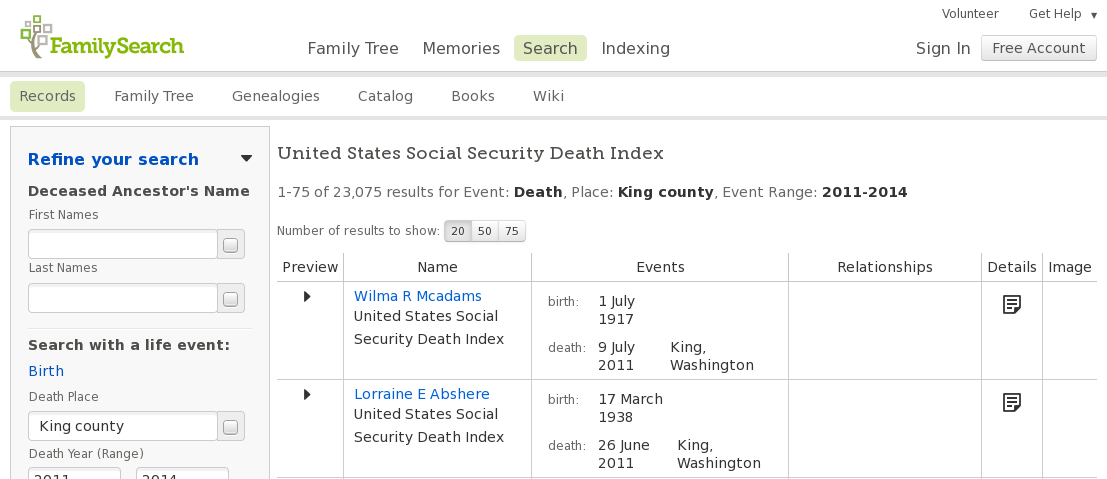 Volunteer Get Help ▼
FamilySearch
Family Tree Memories Search Indexing Sign In Free Account
Records Family Tree Genealogies Catalog Books Wiki
Refine your search
Deceased Ancestor's Name
First Names
Last Names
Search with a life event:
Birth
Death Place
King county
Death Year (Range)
2011 2014
United States Social Security Death Index
1-75 of 23,075 results for Event: Death, Place: King county, Event Range: 2011-2014
Number of results to show: 20 50 75
Preview Name Events Relationships Details Image
Wilma R Mcadams
United States Social
Security Death Index
birth: 1 July
1917
death: 9 July King,
2011 Washington
Lorraine E Abshere
United States Social
Security Death Index
birth: 17 March
1938
death: 26 June King,
2011 Washington